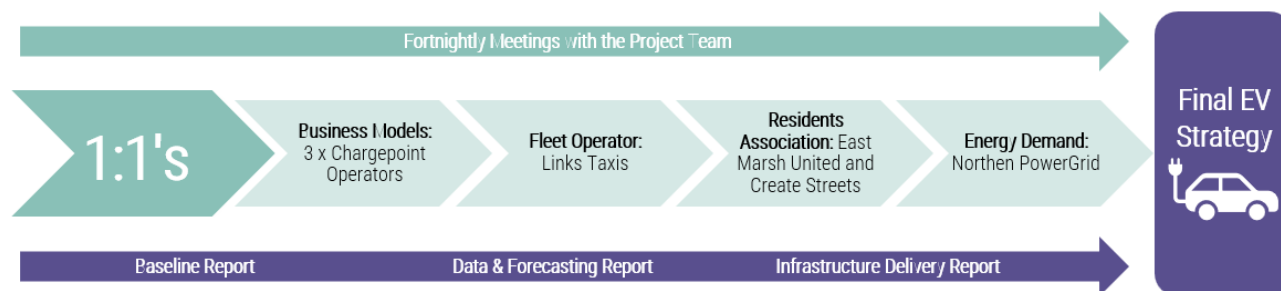 Fortnightly Meetings with the Project Team
1:1's
Business Models:
3 x Chargepoint
Operators
Fleet Operator:
Links Taxis
Residents
Association: East
Marsh United and
Create Streets
Energy Demand:
Northen PowerGrid
Final EV
Strategy
Baseline Report
Data & Forecasting Report
Infrastructure Delivery Report